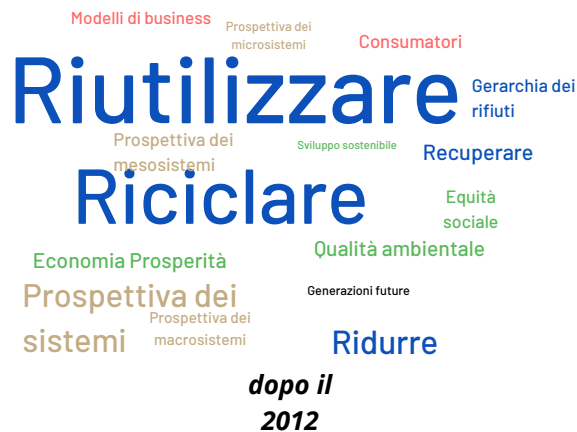 Modelli di business
Prospettiva dei
microsistemi
Consumatori
Riutilizzare
Gerarchia dei
rifiuti
Prospettiva dei
mesosistemi
Sviluppo sostenibile
Recuperare
Riciclare
Equità
sociale
Qualità ambientale
Economia Prosperità
Prospettiva dei
sistemi
Generazioni future
Prospettiva dei
macrosistemi
Ridurre
dopo il
2012